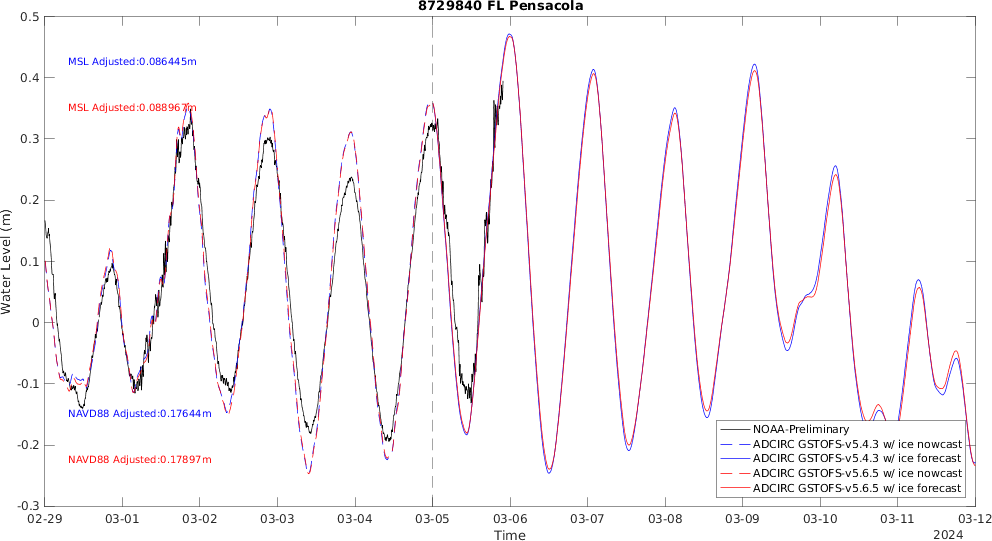 8729840 FL Pensacola
0.5
0.4
0.3
0.2
0.1
0
-0.1
-0.2
-0.3
Water Level (m)
MSL Adjusted:0.086445m
MSL Adjusted:0.088967m
NAVD88 Adjusted:0.17644m
NAVD88 Adjusted:0.17897m
NOAA-Preliminary
ADCIRC GSTOFS-v5.4.3 w/ ice nowcast
ADCIRC GSTOFS-v5.4.3 w/ ice forecast
ADCIRC GSTOFS-v5.6.5 w/ ice nowcast
ADCIRC GSTOFS-v5.6.5 w/ ice forecast
02-29 03-01 03-02 03-03 03-04 03-05 03-06 03-07 03-08 03-09 03-10 03-11 03-12
Time
2024